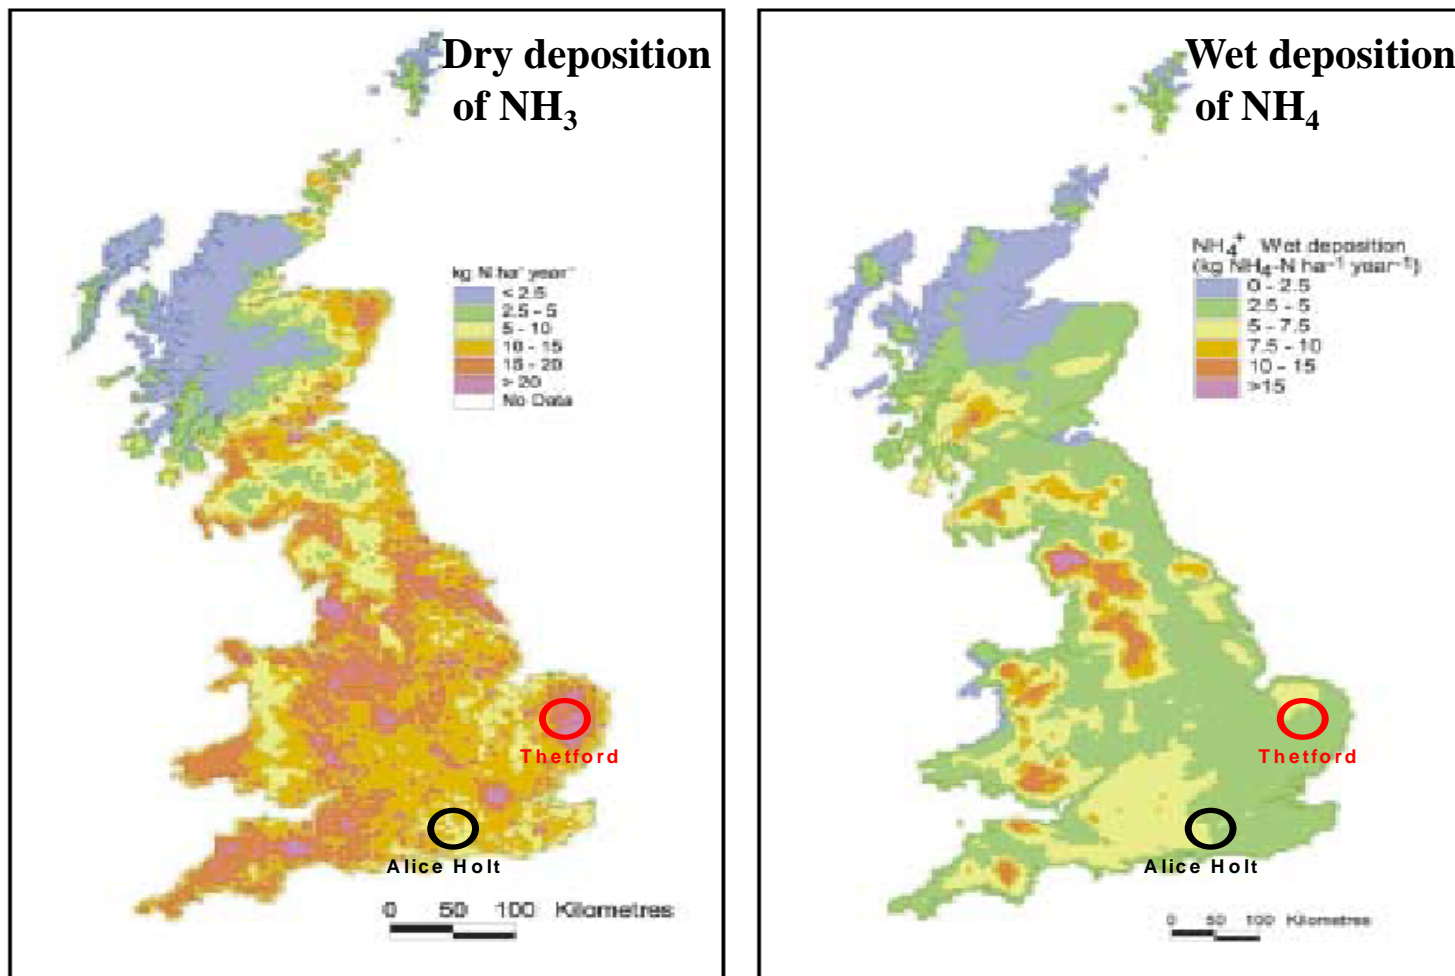 Dry deposition
of NH₃
kg N ha⁻ year⁻
< 2.5
2.5 - 5
5 - 10
10 - 15
15 - 20
> 20
No Data
Thetford
Alice Holt
0 50 100 Kilometres
Wet deposition
of NH₄
NH₄⁺ Wet deposition
(kg NH₄-N ha⁻¹ year⁻¹)
0 - 2.5
2.5 - 5
5 - 7.5
7.5 - 10
10 - 15
>15
Thetford
Alice Holt
0 50 100 Kilometres